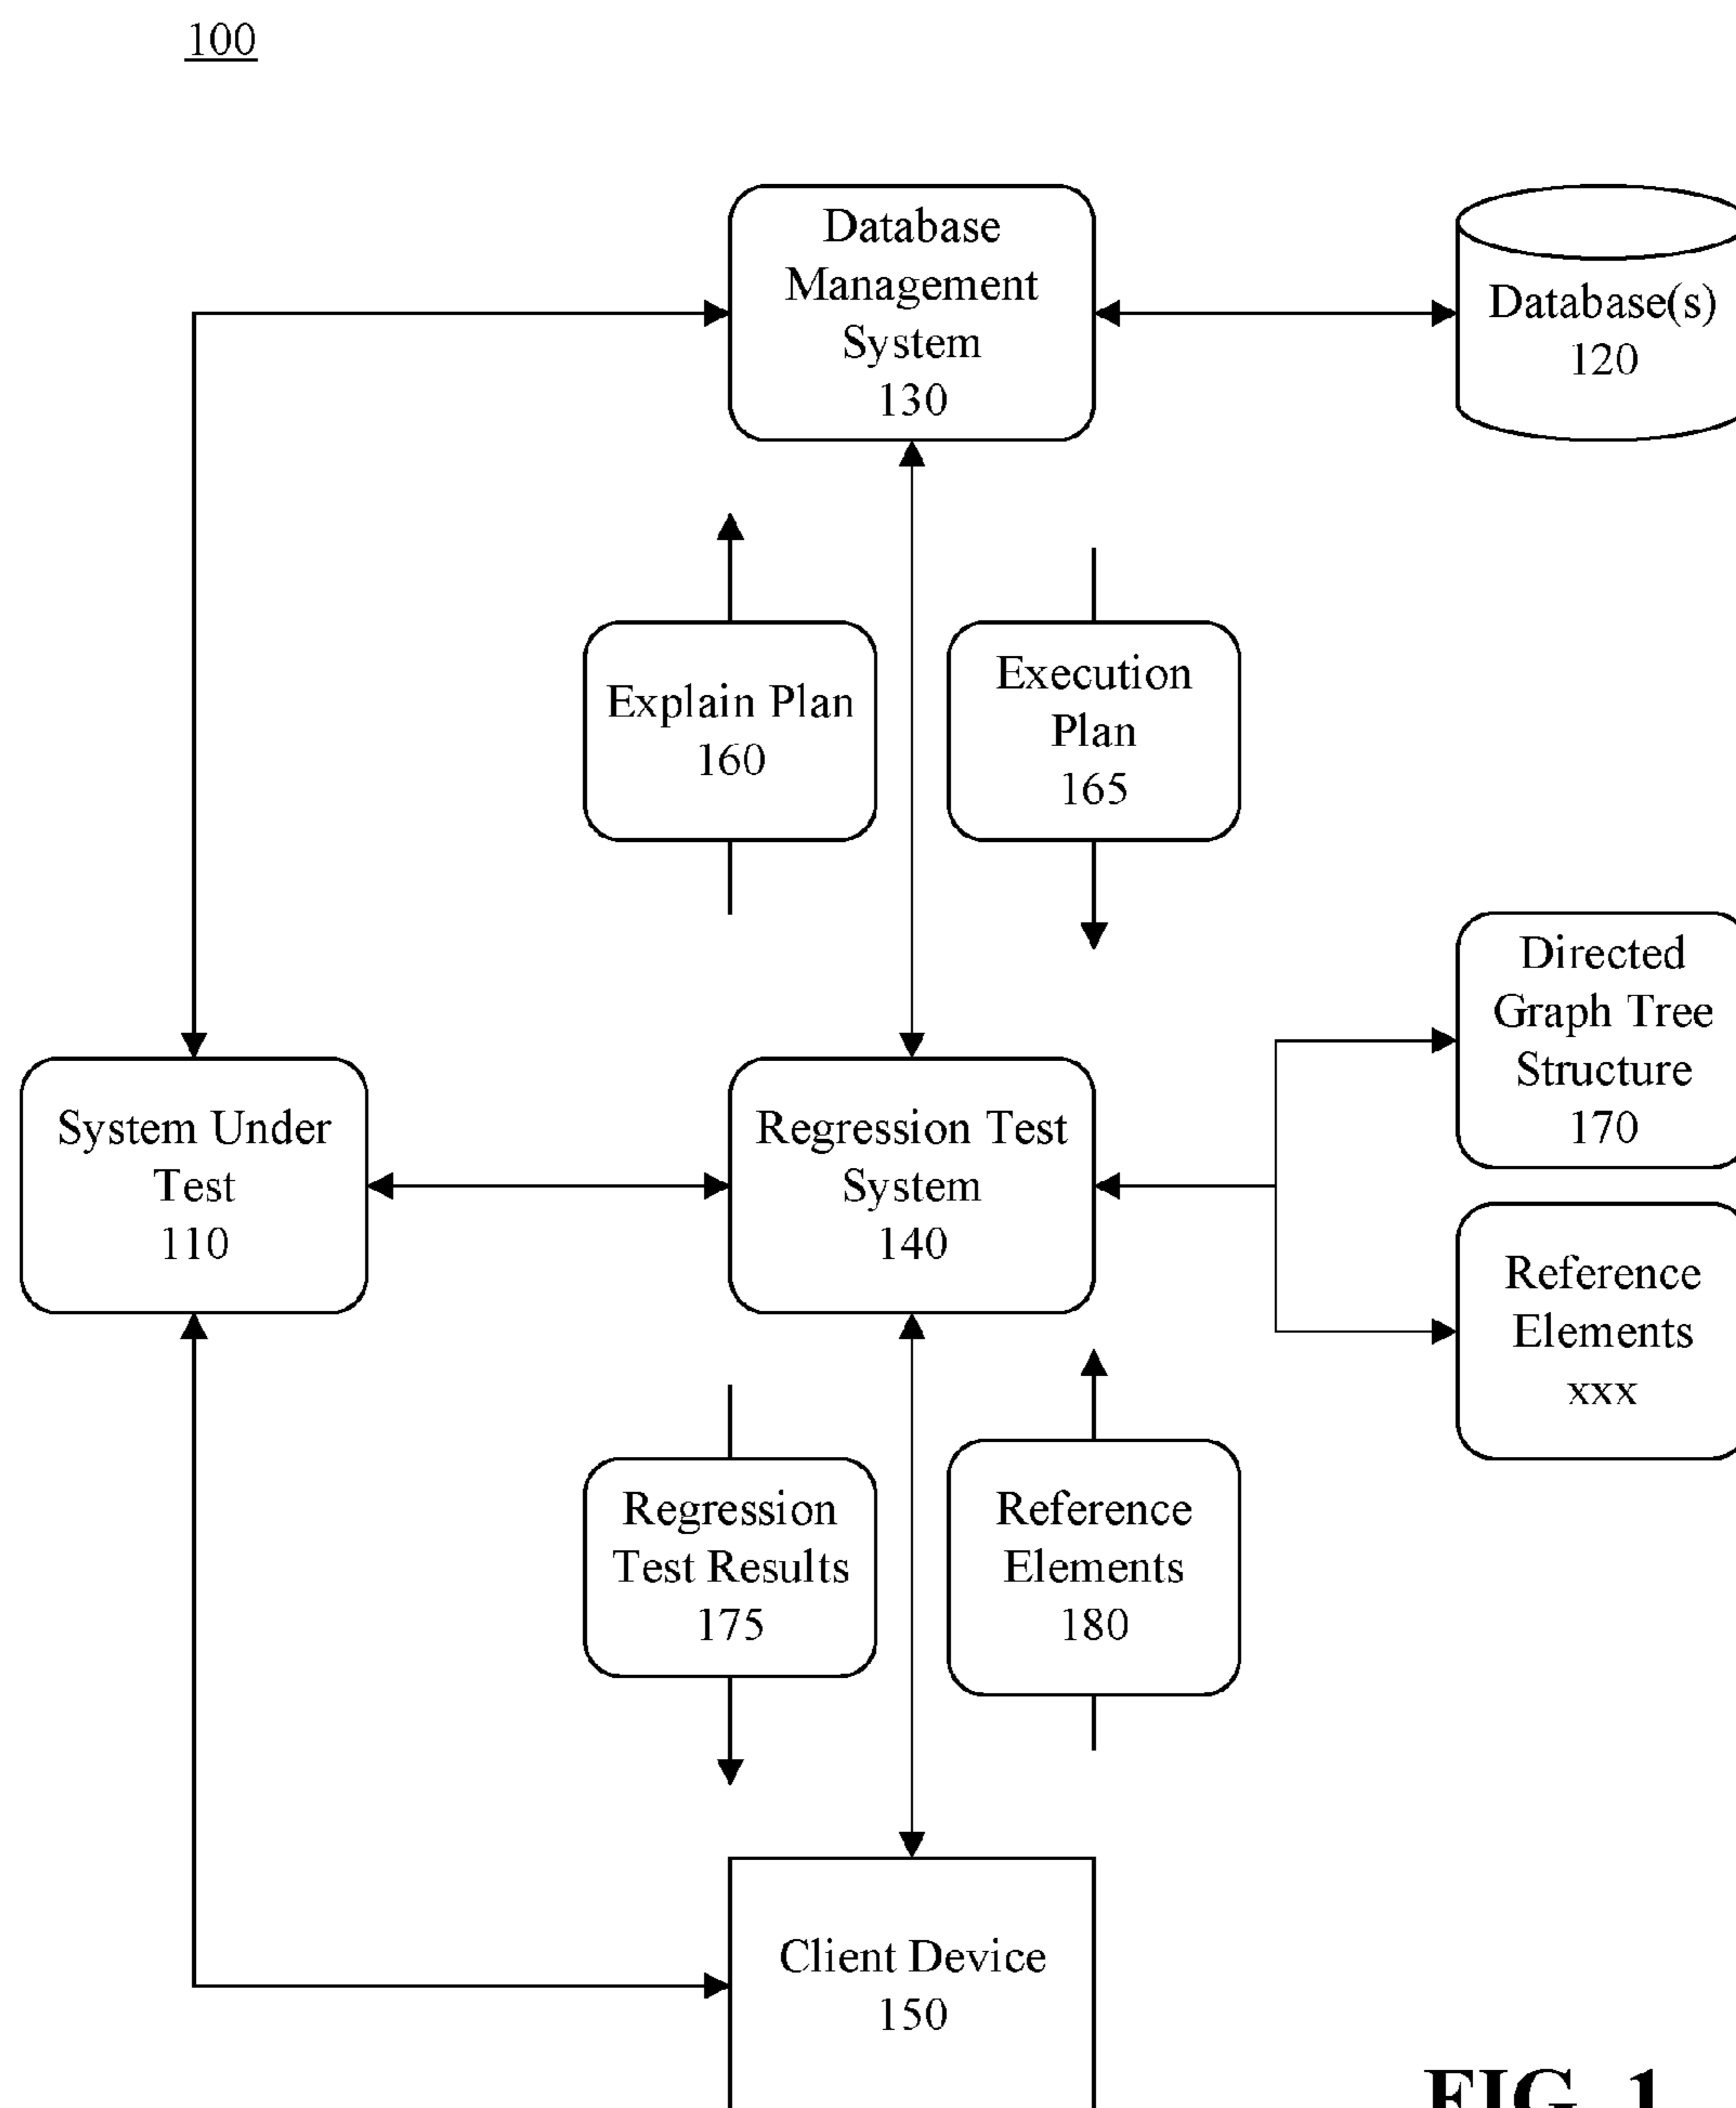 100
Database
Management
System
130
Database(s)
120
Explain Plan
160
Execution
Plan
165
Directed
Graph Tree
Structure
170
System Under
Test
110
Regression Test
System
140
Reference
Elements
xxx
Regression
Test Results
175
Reference
Elements
180
Client Device
150
FIG. 1